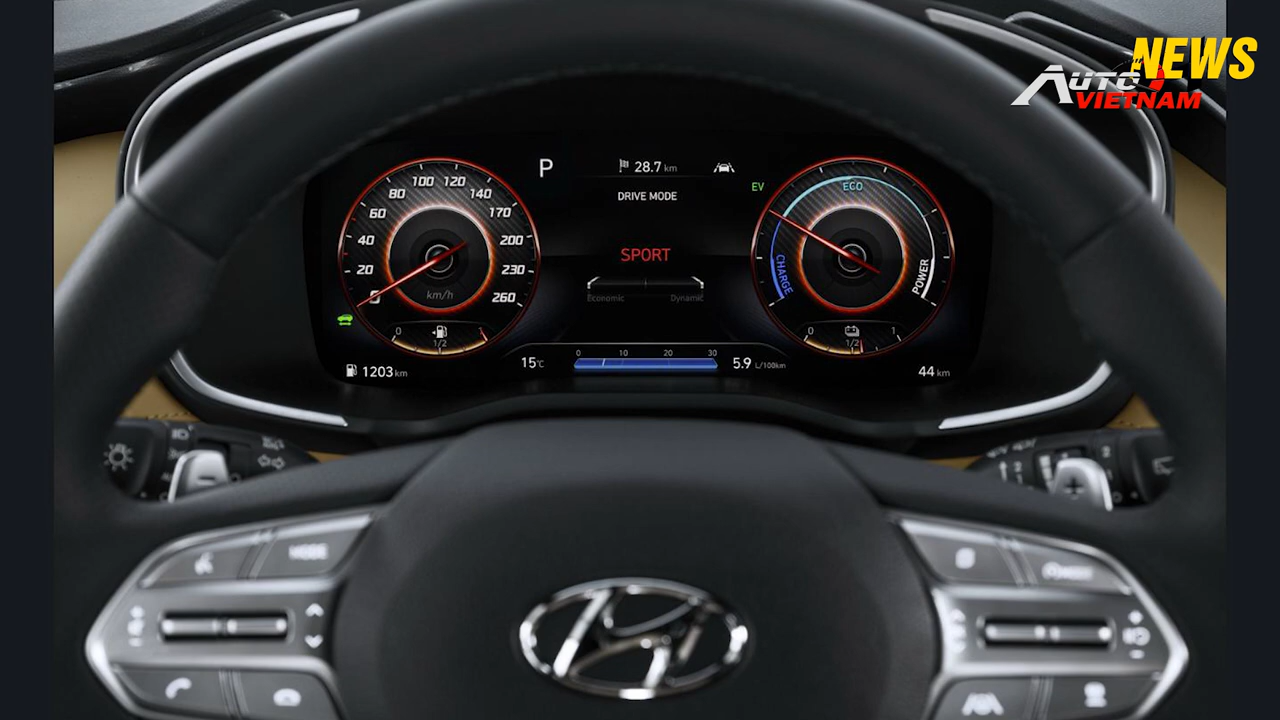 NEWS
AUTO
VIETNAM
P
28.7 km
DRIVE MODE
SPORT
Economic Dynamic
0 20 40 60 80 100 120 140 170 200 230 260
km/h
0 1/2 1
1203 km
15°C
0 10 20 30
5.9 L/100km
EV
ECO
CHARGE
POWER
0 1/2 1
44 km
MODE